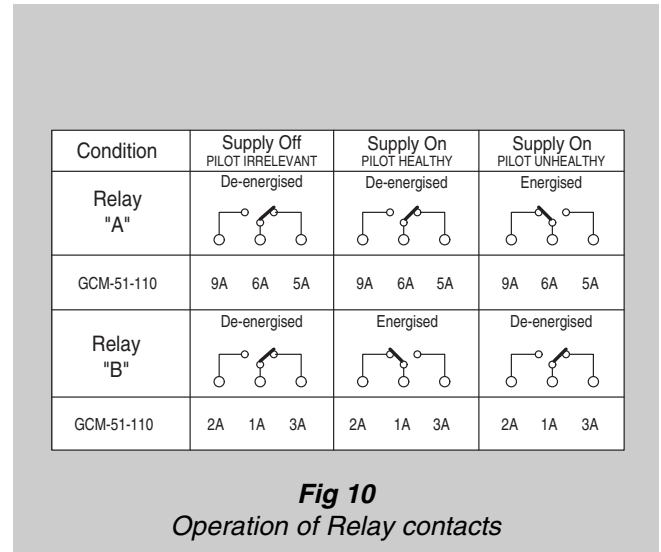 Condition Supply Off Supply On Supply On
PILOT IRRELEVANT PILOT HEALTHY PILOT UNHEALTHY
Relay "A" De-energised De-energised Energised
GCM-51-110 9A 6A 5A 9A 6A 5A 9A 6A 5A
Relay "B" De-energised Energised De-energised
GCM-51-110 2A 1A 3A 2A 1A 3A 2A 1A 3A
Fig 10
Operation of Relay contacts